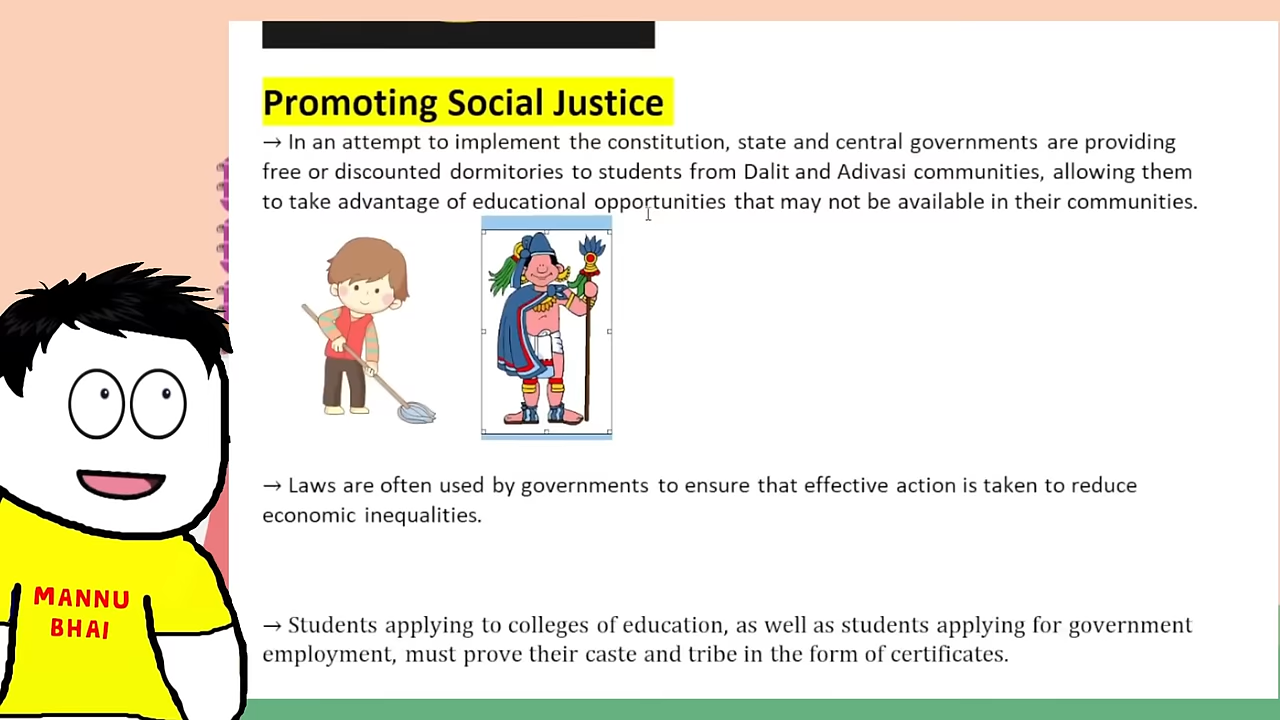 Promoting Social Justice
→ In an attempt to implement the constitution, state and central governments are providing
free or discounted dormitories to students from Dalit and Adivasi communities, allowing them
to take advantage of educational opportunities that may not be available in their communities.
→ Laws are often used by governments to ensure that effective action is taken to reduce
economic inequalities.
→ Students applying to colleges of education, as well as students applying for government
employment, must prove their caste and tribe in the form of certificates.
MANNU
BHAI